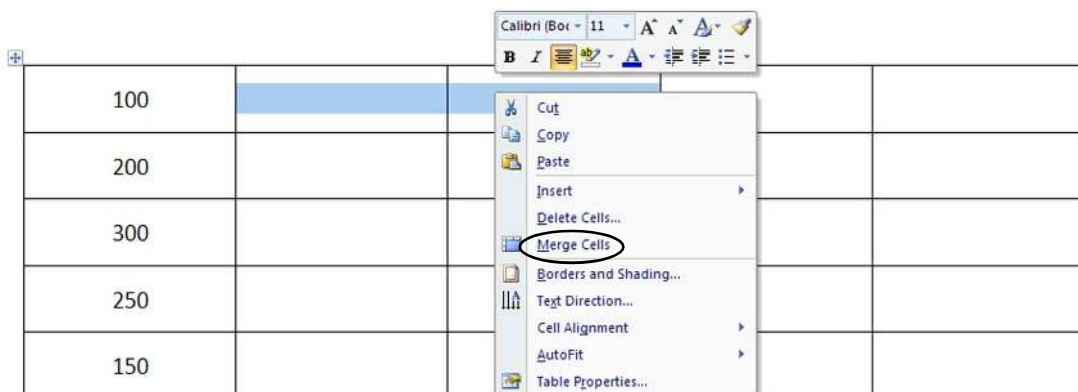 Calibri (Boc 11 A A A
B I ab A
100
200
300
250
150
Cut
Copy
Paste
Insert
Delete Cells...
Merge Cells
Borders and Shading...
Text Direction...
Cell Alignment
AutoFit
Table Properties...